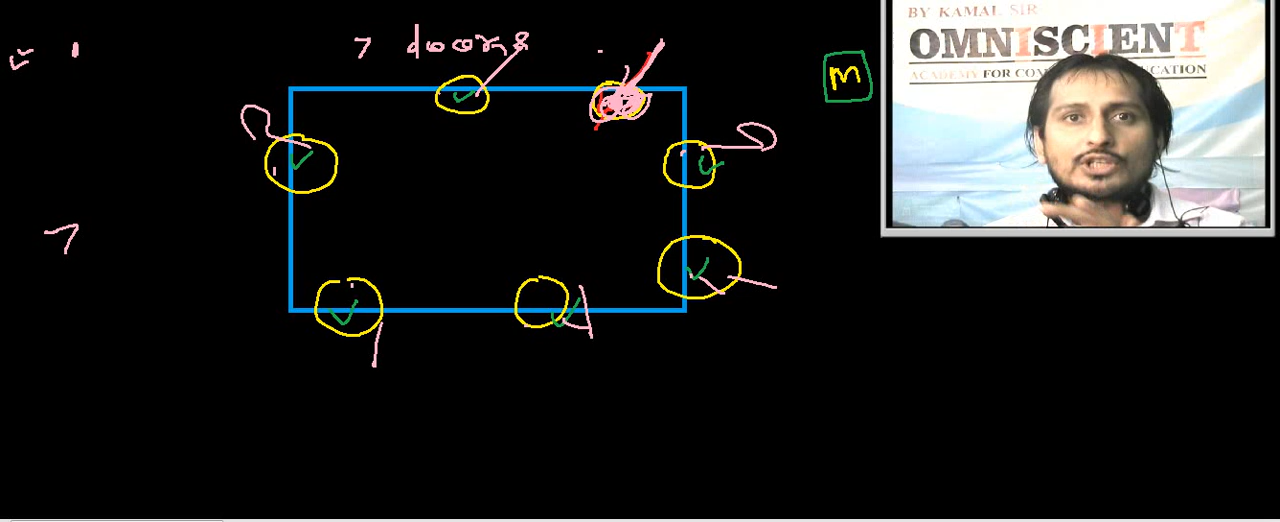 7 doors
BY KAMAL SIR
OMNISCIENT
ACADEMY FOR CO
CATION
m
7